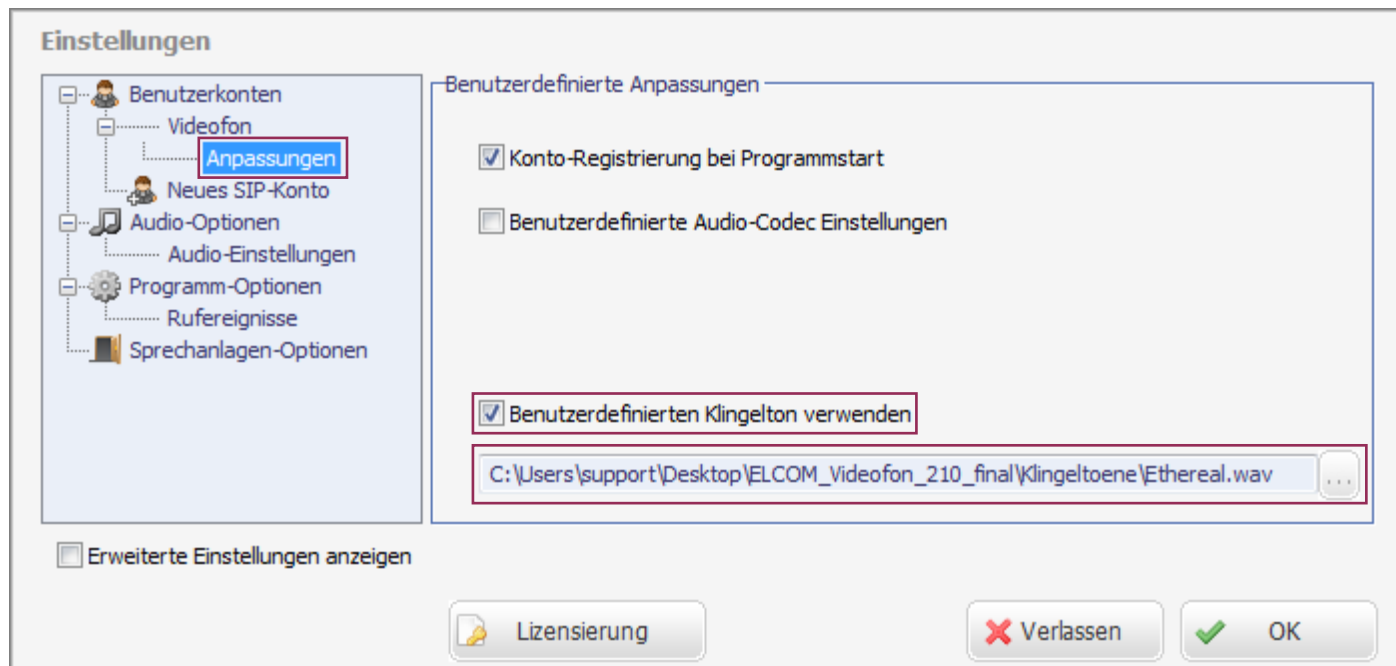 Einstellungen
Benutzerkonten
Videofon
Anpassungen
Neues SIP-Konto
Audio-Optionen
Audio-Einstellungen
Programm-Optionen
Rufereignisse
Sprechanlagen-Optionen
Benutzerdefinierte Anpassungen
Konto-Registrierung bei Programmstart
Benutzerdefinierte Audio-Codec Einstellungen
Benutzerdefinierten Klingelton verwenden
C:\Users\support\Desktop\ELCOM_Videofon_210_final\Klingeltoene\Ethereal.wav ...
Erweiterte Einstellungen anzeigen
Lizensierung Verlassen OK